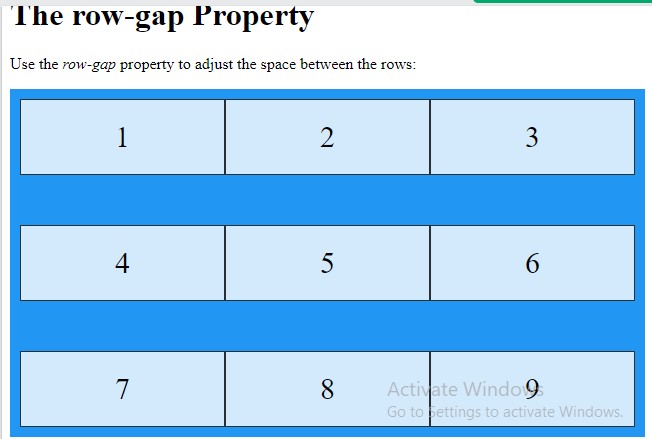 The row-gap Property
Use the row-gap property to adjust the space between the rows:
1 2 3
4 5 6
7 8 9
Activate Windows
Go to Settings to activate Windows.